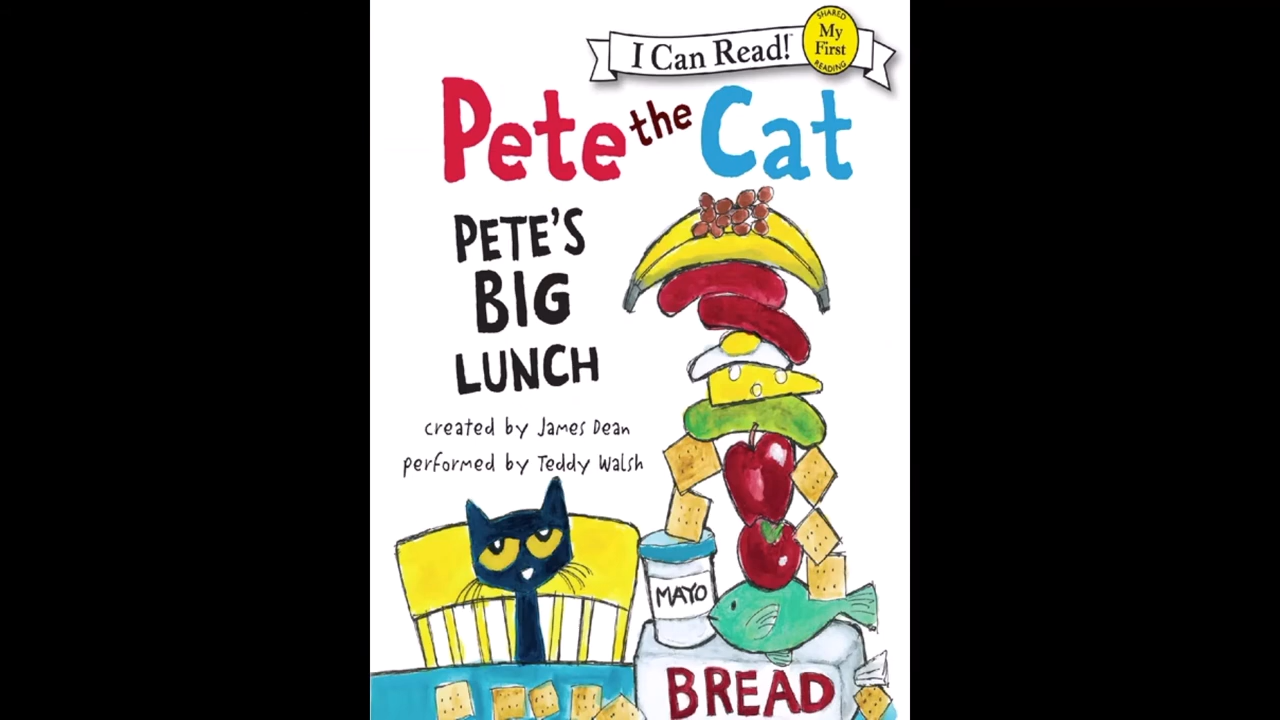 SHARED
My
First
READING
I Can Read!™
Pete the Cat
PETE'S
BIG
LUNCH
created by James Dean
performed by Teddy Walsh
MAYO
BREAD